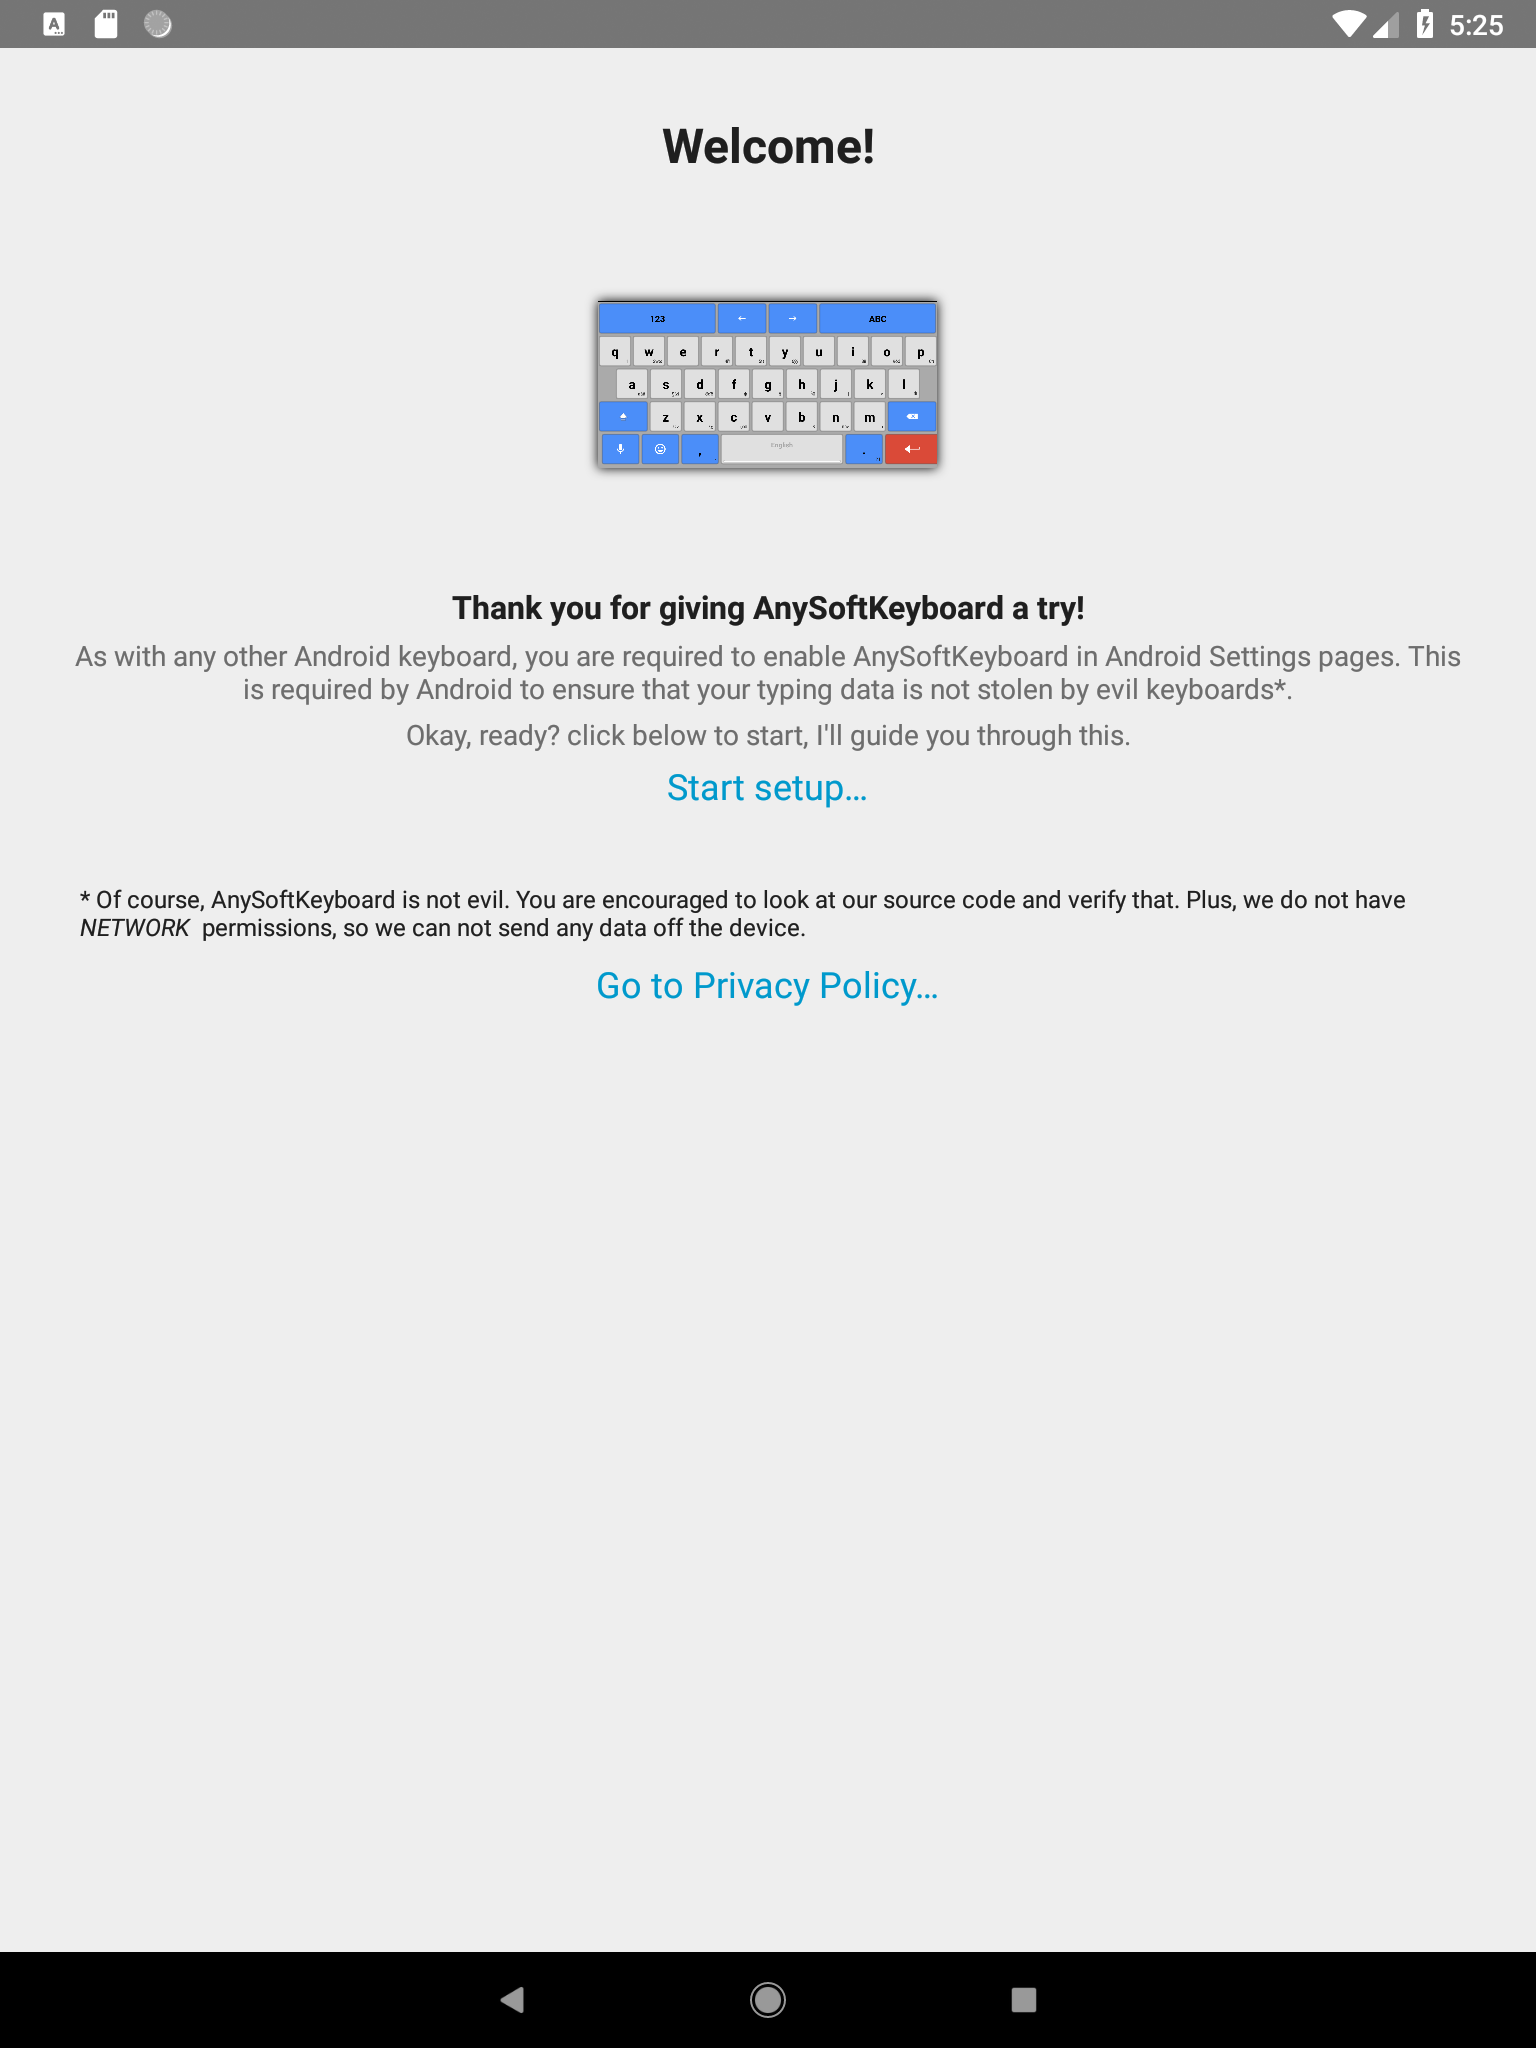 5:25
Welcome!
123 ← → ABC
q w e r t y u i o p
a s d f g h j k l
z x c v b n m
, English .
Thank you for giving AnySoftKeyboard a try!
As with any other Android keyboard, you are required to enable AnySoftKeyboard in Android Settings pages. This
is required by Android to ensure that your typing data is not stolen by evil keyboards*.
Okay, ready? click below to start, I'll guide you through this.
Start setup...
* Of course, AnySoftKeyboard is not evil. You are encouraged to look at our source code and verify that. Plus, we do not have
NETWORK permissions, so we can not send any data off the device.
Go to Privacy Policy...